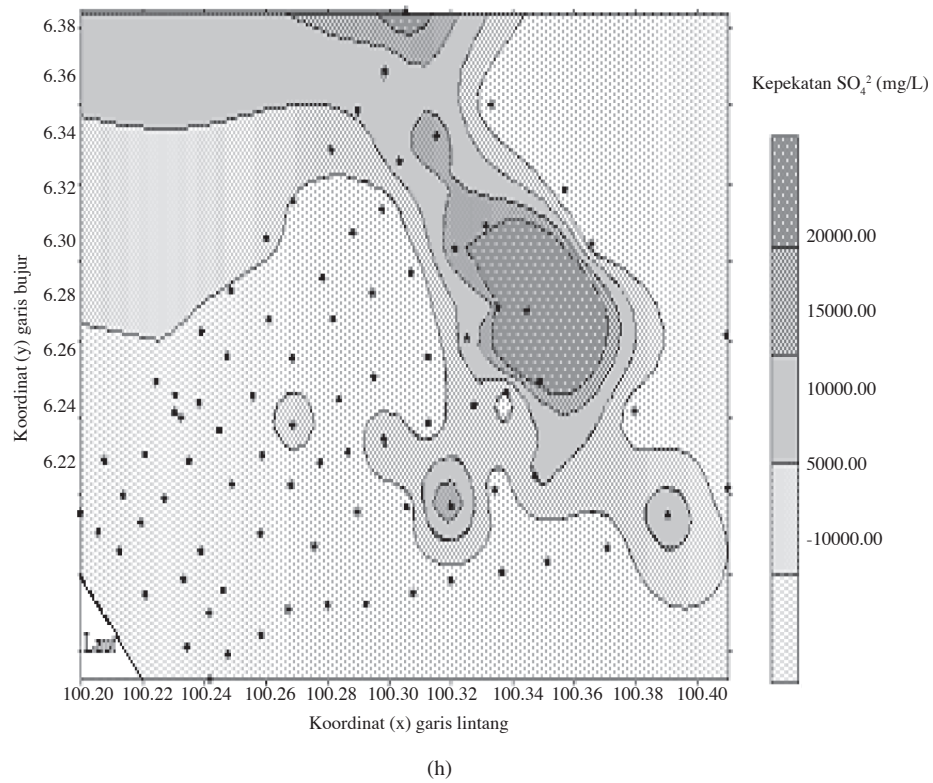 6.38
6.36
6.34
6.32
6.30
6.28
6.26
6.24
6.22
Koordinat (y) garis bujur
Laut
100.20 100.22 100.24 100.26 100.28 100.30 100.32 100.34 100.36 100.39 100.40
Koordinat (x) garis lintang
Kepekatan SO₄² (mg/L)
20000.00
15000.00
10000.00
5000.00
-10000.00
(h)